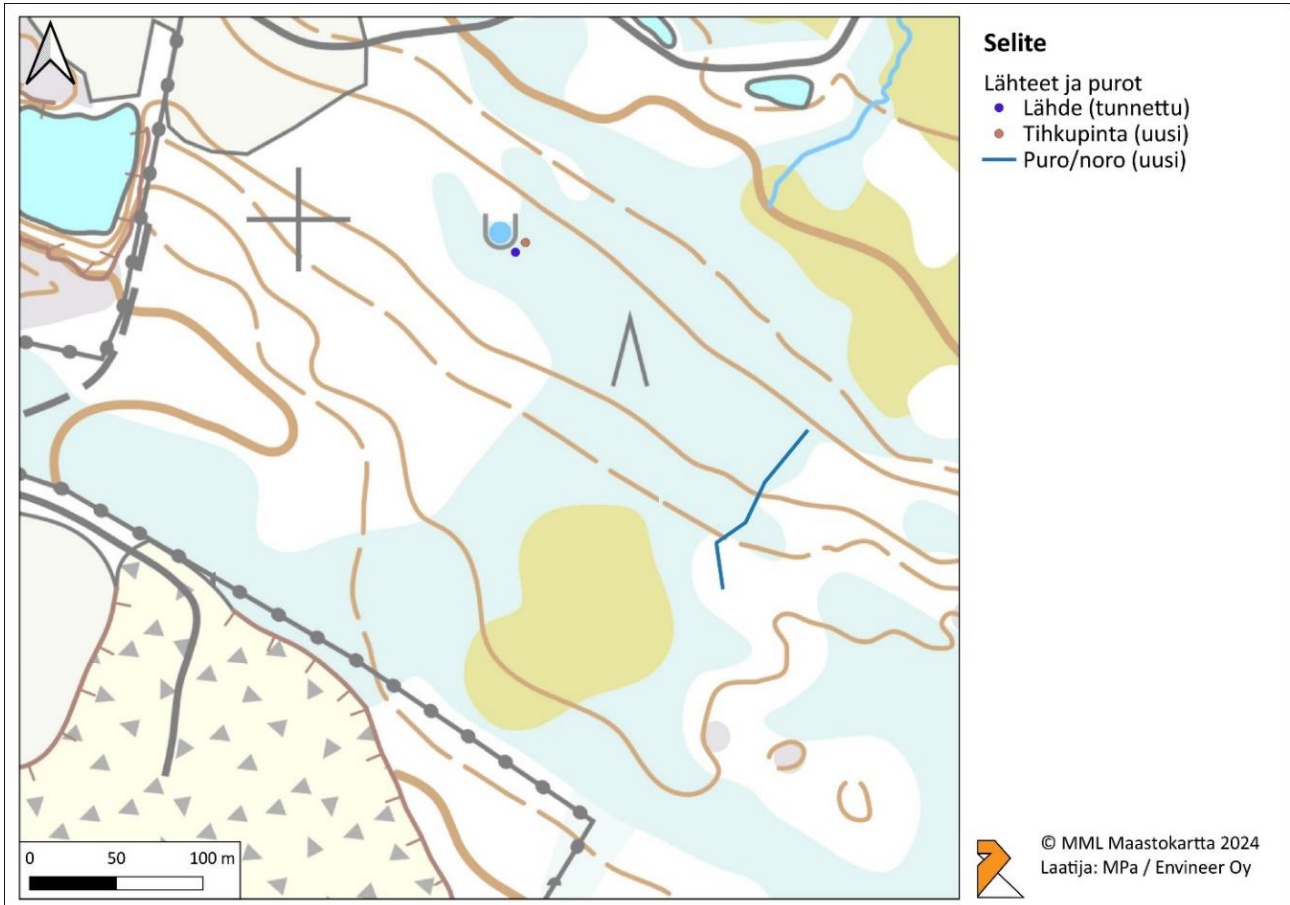 Selite
Lähteet ja purot
Lähde (tunnettu)
Tihkupinta (uusi)
Puro/noro (uusi)
0 50 100 m
© MML Maastokartta 2024
Laatija: MPa / Envineer Oy